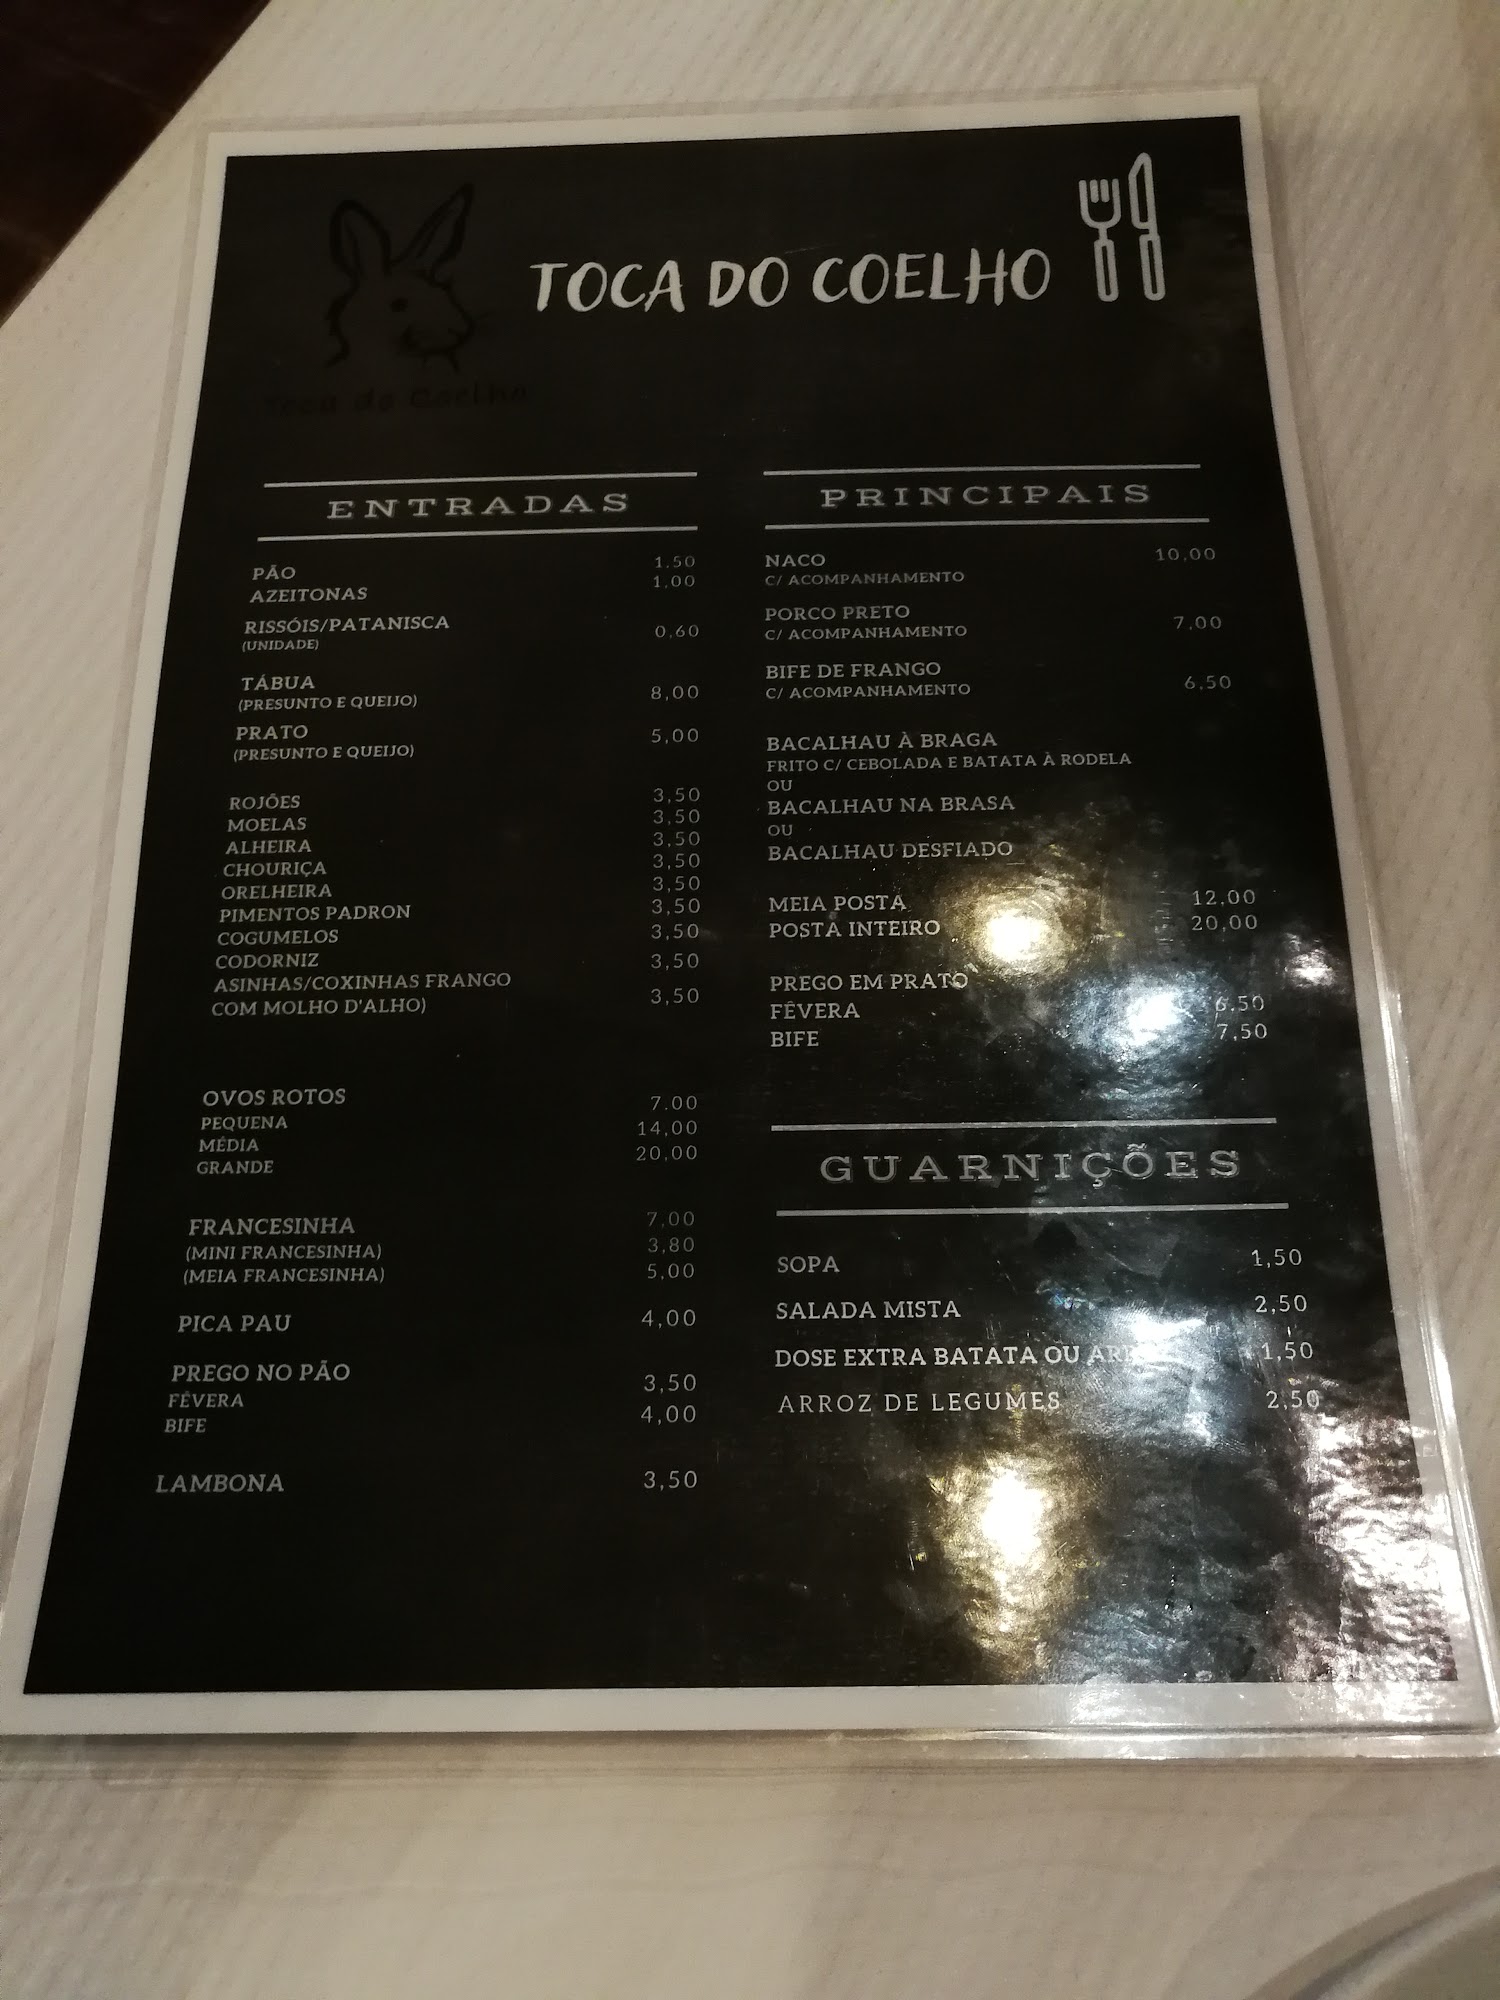 TOCA DO COELHO
Toca do Coelho
ENTRADAS
PÃO 1.50
AZEITONAS 1,00
RISSÓIS/PATANISCA 0,60
(UNIDADE)
TÁBUA 8,00
(PRESUNTO E QUEIJO)
PRATO 5,00
(PRESUNTO E QUEIJO)
ROJÕES 3,50
MOELAS 3,50
ALHEIRA 3,50
CHOURIÇA 3,50
ORELHEIRA 3,50
PIMENTOS PADRON 3,50
COGUMELOS 3,50
CODORNIZ 3,50
ASINHAS/COXINHAS FRANGO
COM MOLHO D'ALHO) 3,50
OVOS ROTOS
PEQUENA 7.00
MÉDIA 14,00
GRANDE 20,00
FRANCESINHA 7,00
(MINI FRANCESINHA) 3,80
(MEIA FRANCESINHA) 5,00
PICA PAU 4,00
PREGO NO PÃO
FÊVERA 3,50
BIFE 4,00
LAMBONA 3,50
PRINCIPAIS
NACO 10,00
C/ ACOMPANHAMENTO
PORCO PRETO
C/ ACOMPANHAMENTO 7,00
BIFE DE FRANGO
C/ ACOMPANHAMENTO 6,50
BACALHAU À BRAGA
FRITO C/ CEBOLADA E BATATA À RODELA
OU
BACALHAU NA BRASA
OU
BACALHAU DESFIADO
MEIA POSTA 12,00
POSTA INTEIRO 20,00
PREGO EM PRATO
FÊVERA 6.50
BIFE 7,50
GUARNIÇÕES
SOPA 1,50
SALADA MISTA 2,50
DOSE EXTRA BATATA OU 1,50
ARROZ DE LEGUMES 2,50